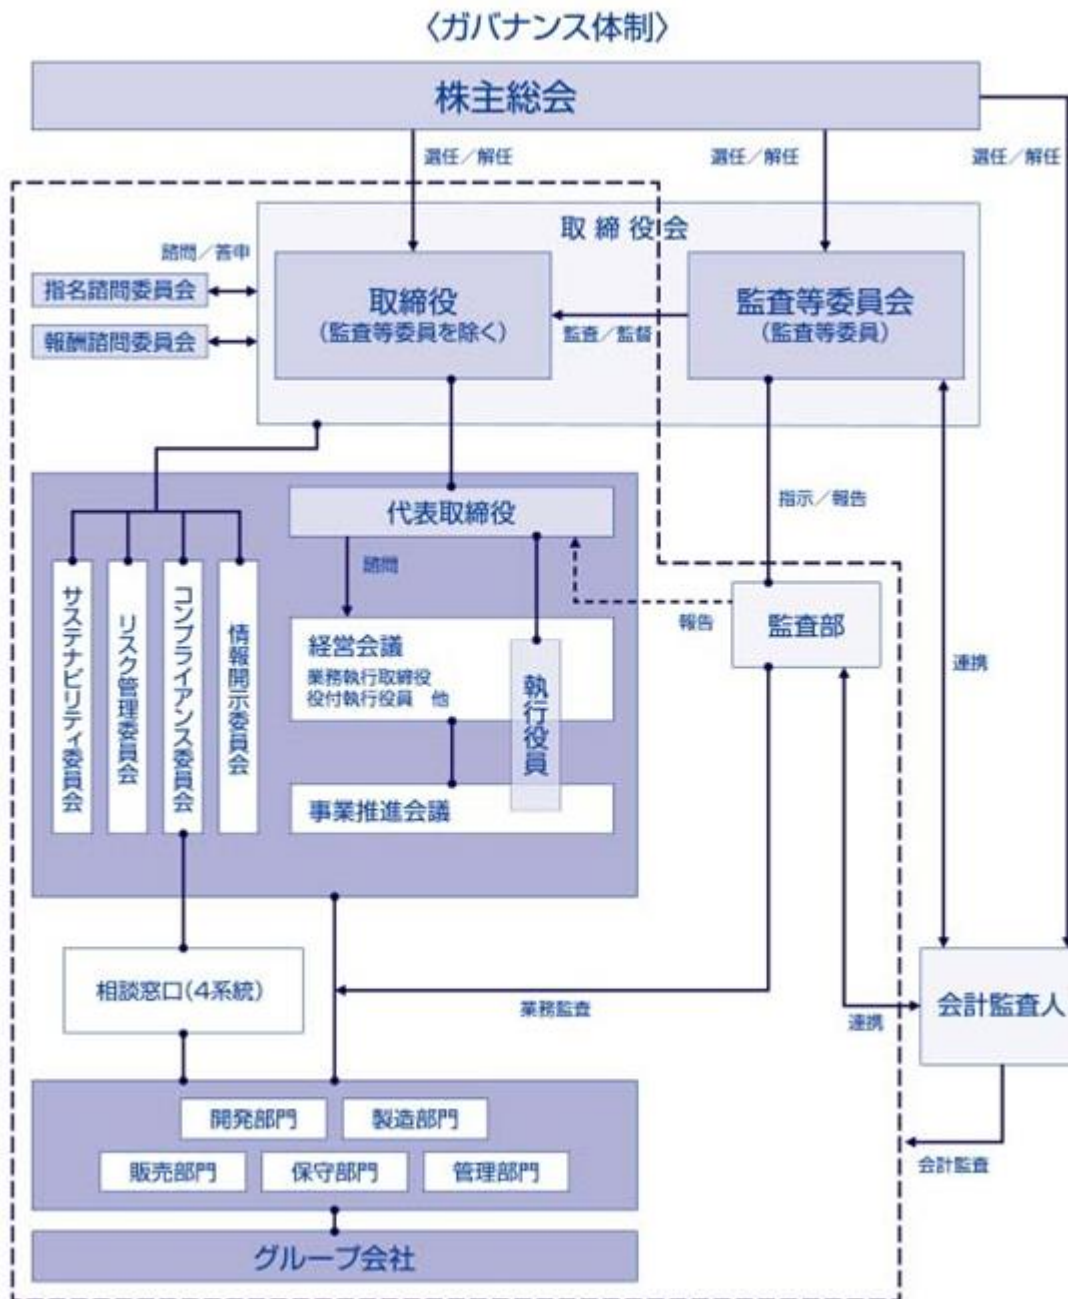 〈ガバナンス体制〉
株主総会
選任／解任
選任／解任
選任／解任
取締役会
諮問／答申
指名諮問委員会
報酬諮問委員会
取締役
(監査等委員を除く)
監査／監督
監査等委員会
(監査等委員)
代表取締役
指示／報告
諮問
サステナビリティ委員会
リスク管理委員会
コンプライアンス委員会
情報開示委員会
経営会議
業務執行取締役
役付執行役員 他
執行役員
事業推進会議
報告
監査部
連携
相談窓口(4系統)
業務監査
連携
会計監査人
開発部門
製造部門
販売部門
保守部門
管理部門
会計監査
グループ会社